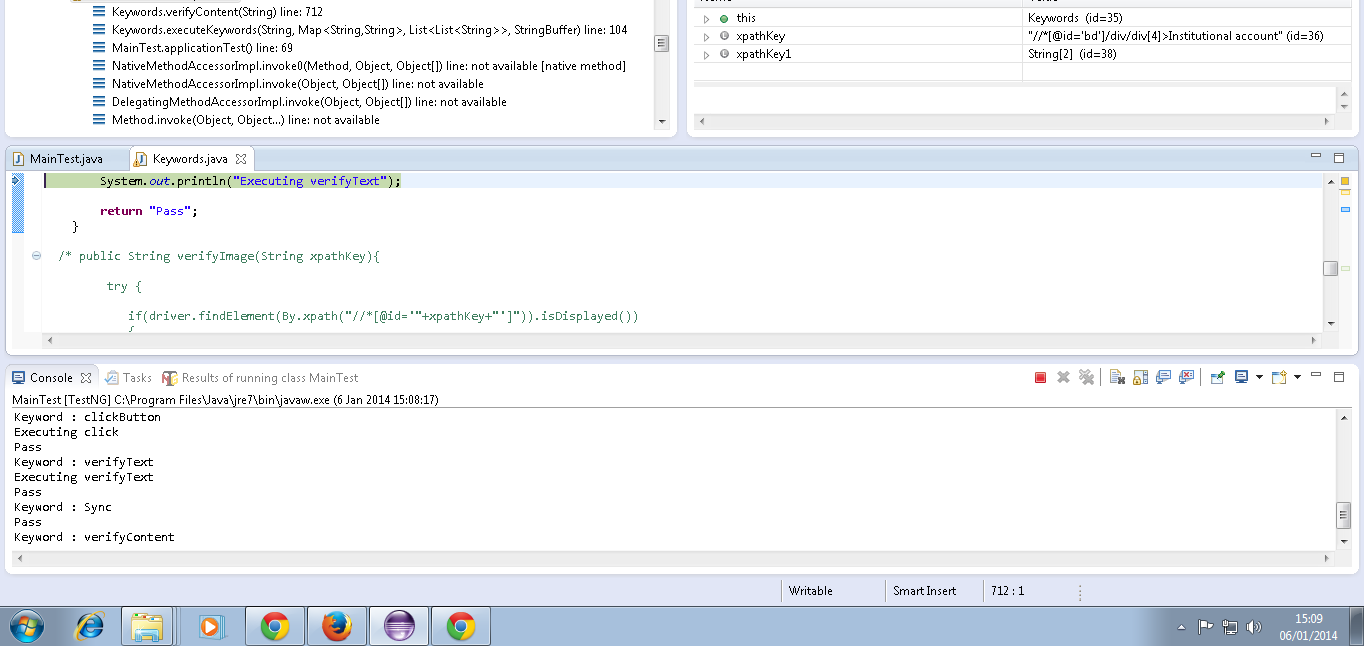 Keywords.verifyContent(String) line: 712
Keywords.executeKeywords(String, Map<String,String>, List<List<String>>, StringBuffer) line: 104
MainTest.applicationTest() line: 69
NativeMethodAccessorImpl.invoke0(Method, Object, Object[]) line: not available [native method]
NativeMethodAccessorImpl.invoke(Object, Object[]) line: not available
DelegatingMethodAccessorImpl.invoke(Object, Object[]) line: not available
Method.invoke(Object, Object...) line: not available
this Keywords (id=35)
xpathKey "//*[@id='bd']/div/div[4]>Institutional account" (id=36)
xpathKey1 String[2] (id=38)
MainTest.java Keywords.java
System.out.println("Executing verifyText");
return "Pass";
}
/* public String verifyImage(String xpathKey){
try {
if(driver.findElement(By.xpath("//*[@id='"+xpathKey+"']")).isDisplayed())
{
Console Tasks Results of running class MainTest
MainTest [TestNG] C:\Program Files\Java\jre7\bin\javaw.exe (6 Jan 2014 15:08:17)
Keyword : clickButton
Executing click
Pass
Keyword : verifyText
Executing verifyText
Pass
Keyword : Sync
Pass
Keyword : verifyContent
Writable Smart Insert 712 : 1
15:09
06/01/2014